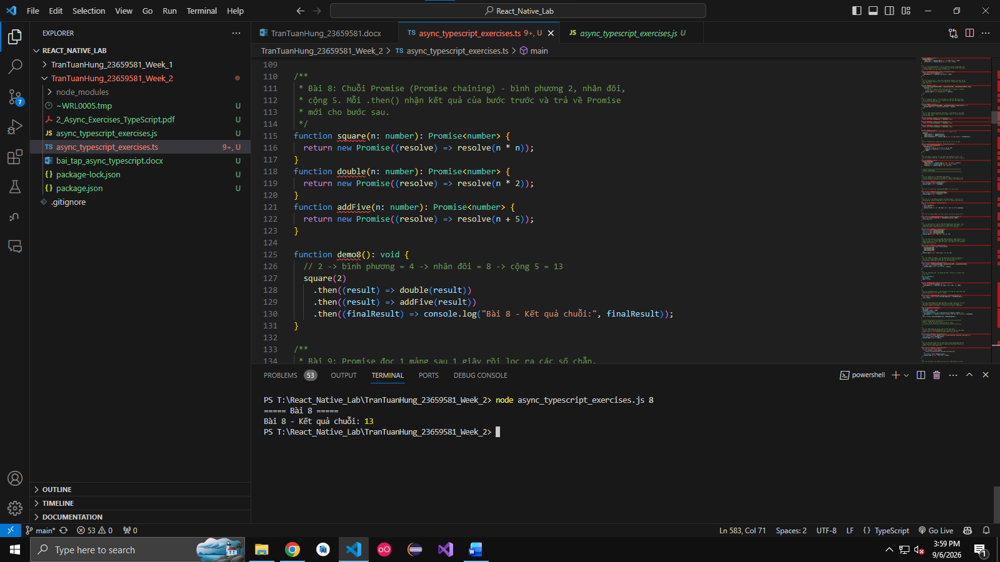 File Edit Selection View Go Run Terminal Help
React_Native_Lab
EXPLORER
REACT_NATIVE_LAB
TranTuanHung_23659581_Week_1
TranTuanHung_23659581_Week_2
node_modules
~WRL0005.tmp U
2_Async_Exercises_TypeScript.pdf U
JS async_typescript_exercises.js U
TS async_typescript_exercises.ts 9+, U
bai_tap_async_typescript.docx U
{} package-lock.json U
{} package.json U
.gitignore
7
OUTLINE
TIMELINE
DOCUMENTATION
TranTuanHung_23659581.docx
TS async_typescript_exercises.ts 9+, U
JS async_typescript_exercises.js U
TranTuanHung_23659581_Week_2 > TS async_typescript_exercises.ts > main
109
110 /**
111 * Bài 8: Chuỗi Promise (Promise chaining) - bình phương 2, nhân đôi,
112 * cộng 5. Mỗi .then() nhận kết quả của bước trước và trả về Promise
113 * mới cho bước sau.
114 */
115 function square(n: number): Promise<number> {
116 return new Promise((resolve) => resolve(n * n));
117 }
118 function double(n: number): Promise<number> {
119 return new Promise((resolve) => resolve(n * 2));
120 }
121 function addFive(n: number): Promise<number> {
122 return new Promise((resolve) => resolve(n + 5));
123 }
124
125 function demo8(): void {
126 // 2 -> bình phương = 4 -> nhân đôi = 8 -> cộng 5 = 13
127 square(2)
128 .then((result) => double(result))
129 .then((result) => addFive(result))
130 .then((finalResult) => console.log("Bài 8 - Kết quả chuỗi:", finalResult));
131 }
132
133 /**
134 * Bài 9: Promise đọc 1 mảng sau 1 giây rồi lọc ra các số chẵn.
PROBLEMS 53 OUTPUT TERMINAL PORTS DEBUG CONSOLE
powershell
PS T:\React_Native_Lab\TranTuanHung_23659581_Week_2> node async_typescript_exercises.js 8
===== Bài 8 =====
Bài 8 - Kết quả chuỗi: 13
PS T:\React_Native_Lab\TranTuanHung_23659581_Week_2>
main* 53 0 0
Ln 583, Col 71 Spaces: 2 UTF-8 LF {} TypeScript Go Live
Type here to search
3:59 PM
9/6/2026
1